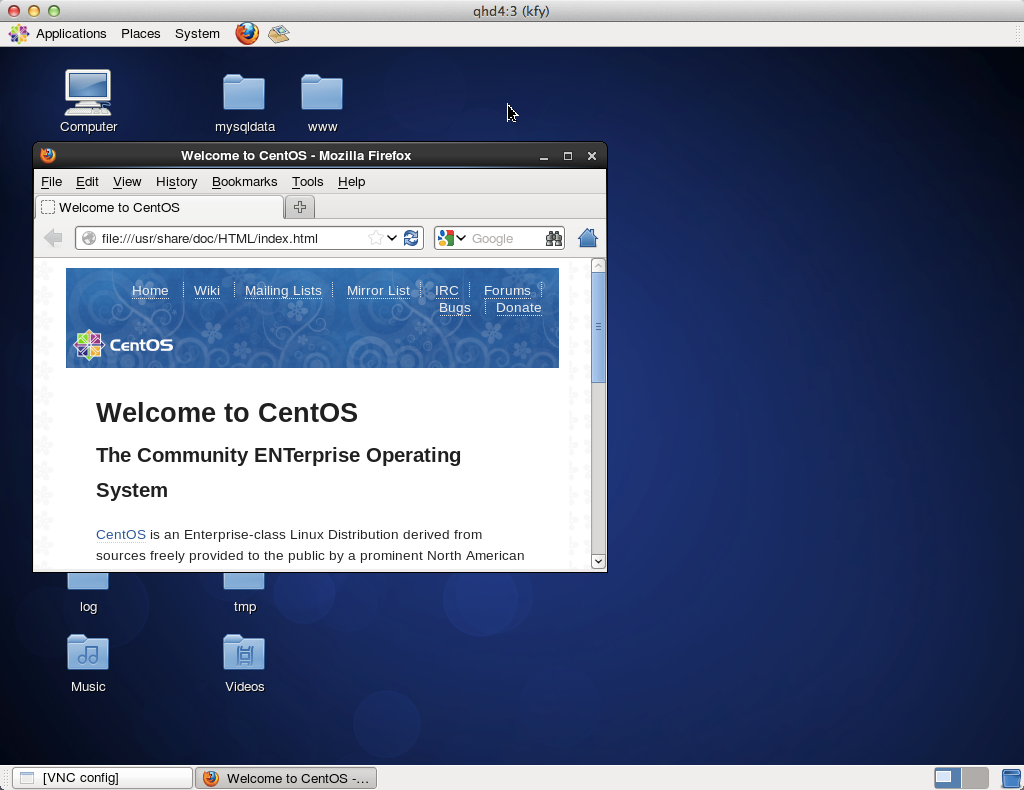 qhd4:3 (kfy)
Applications Places System
Computer mysqldata www
Welcome to CentOS - Mozilla Firefox
File Edit View History Bookmarks Tools Help
Welcome to CentOS
file:///usr/share/doc/HTML/index.html Google
Home Wiki Mailing Lists Mirror List IRC Forums
Bugs Donate
CentOS
Welcome to CentOS
The Community ENTerprise Operating
System
CentOS is an Enterprise-class Linux Distribution derived from
sources freely provided to the public by a prominent North American
log tmp
Music Videos
[VNC config] Welcome to CentOS -...